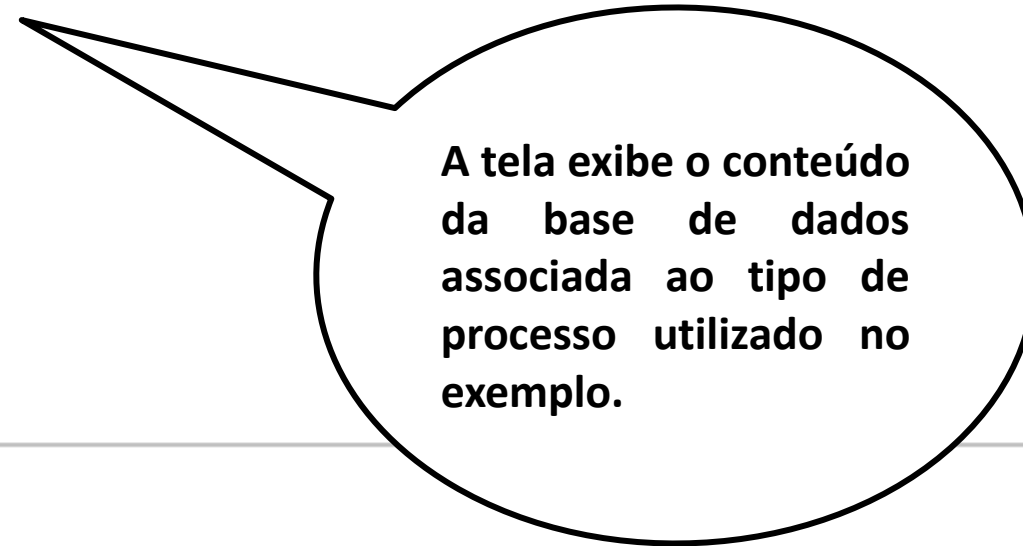 A tela exibe o conteúdo
da base de dados
associada ao tipo de
processo utilizado no
exemplo.